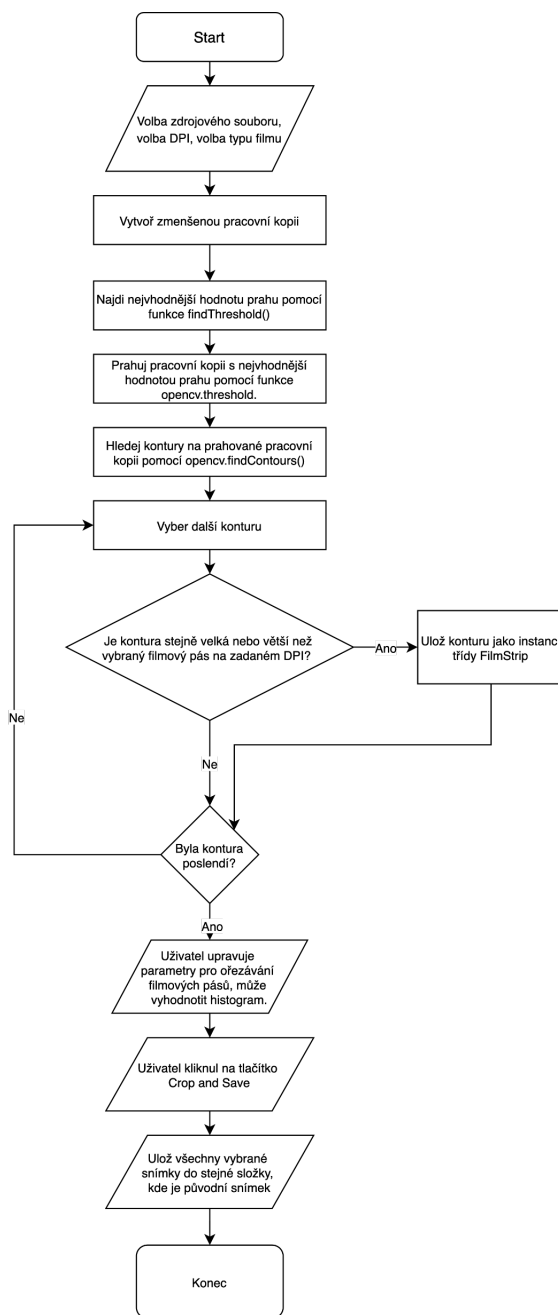 Start
Volba zdrojového souboru,
volba DPI, volba typu filmu
Vytvoř zmenšenou pracovní kopii
Najdi nejvhodnější hodnotu prahu pomocí
funkce findThreshold()
Prahuj pracovní kopii s nejvhodnější
hodnotou prahu pomocí funkce
opencv.threshold.
Hledej kontury na prahované pracovní
kopii pomocí opencv.findContours()
Vyber další konturu
Je kontura stejně velká nebo větší než
vybraný filmový pás na zadaném DPI?
Ano
Ulož konturu jako instanc
třídy FilmStrip
Ne
Ne
Byla kontura
poslendí?
Ano
Uživatel upravuje
parametry pro ořezávání
filmových pásů, může
vyhodnotit histogram.
Uživatel kliknul na tlačítko
Crop and Save
Ulož všechny vybrané
snímky do stejné složky,
kde je původní snímek
Konec